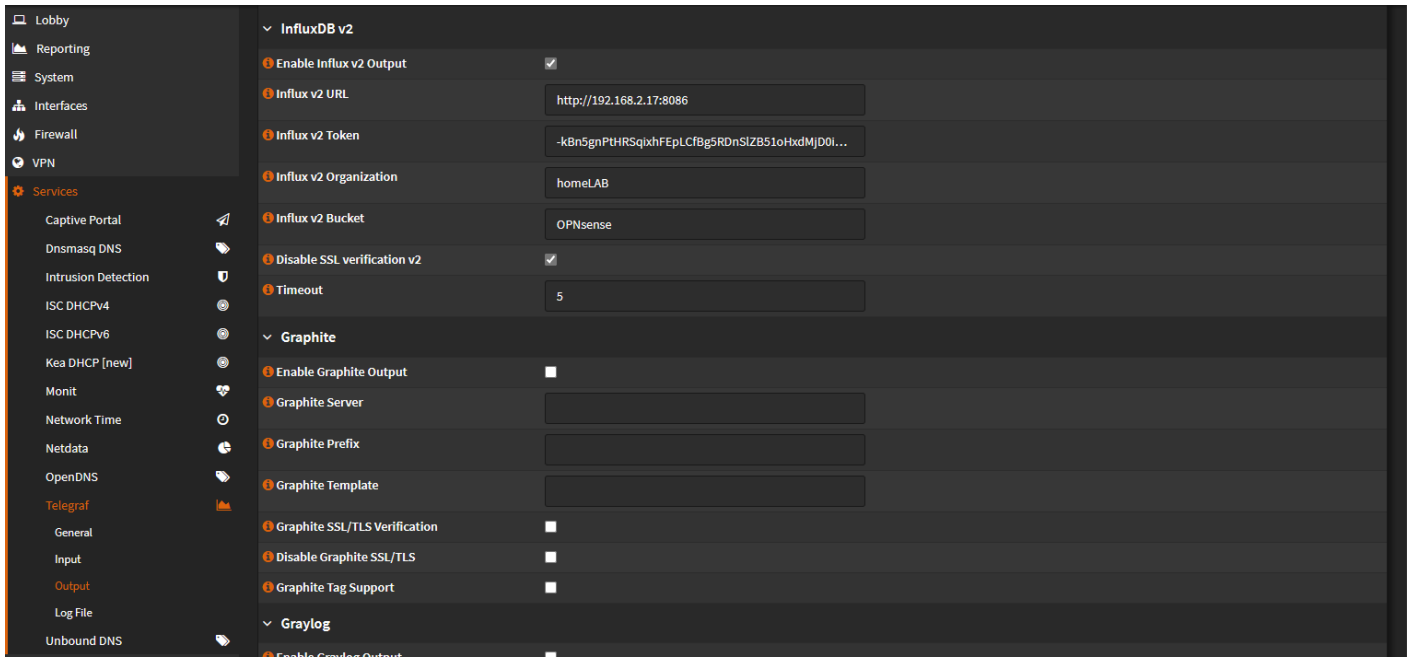 Lobby
Reporting
System
Interfaces
Firewall
VPN
Services
Captive Portal
Dnsmasq DNS
Intrusion Detection
ISC DHCPv4
ISC DHCPv6
Kea DHCP [new]
Monit
Network Time
Netdata
OpenDNS
Telegraf
General
Input
Output
Log File
Unbound DNS
InfluxDB v2
Enable Influx v2 Output
Influx v2 URL
http://192.168.2.17:8086
Influx v2 Token
-kBn5gnPtHRSqixhFEpLCfBg5RDnSlZB51oHxdMjD0i...
Influx v2 Organization
homeLAB
Influx v2 Bucket
OPNsense
Disable SSL verification v2
Timeout
5
Graphite
Enable Graphite Output
Graphite Server
Graphite Prefix
Graphite Template
Graphite SSL/TLS Verification
Disable Graphite SSL/TLS
Graphite Tag Support
Graylog
Enable Graylog Output